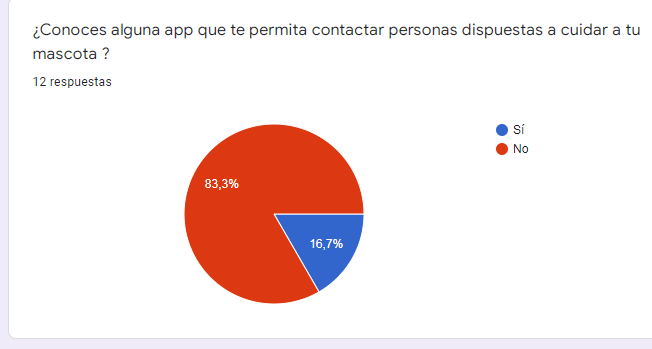 ¿Conoces alguna app que te permita contactar personas dispuestas a cuidar a tu
mascota ?
12 respuestas
Sí
No
83,3%
16,7%